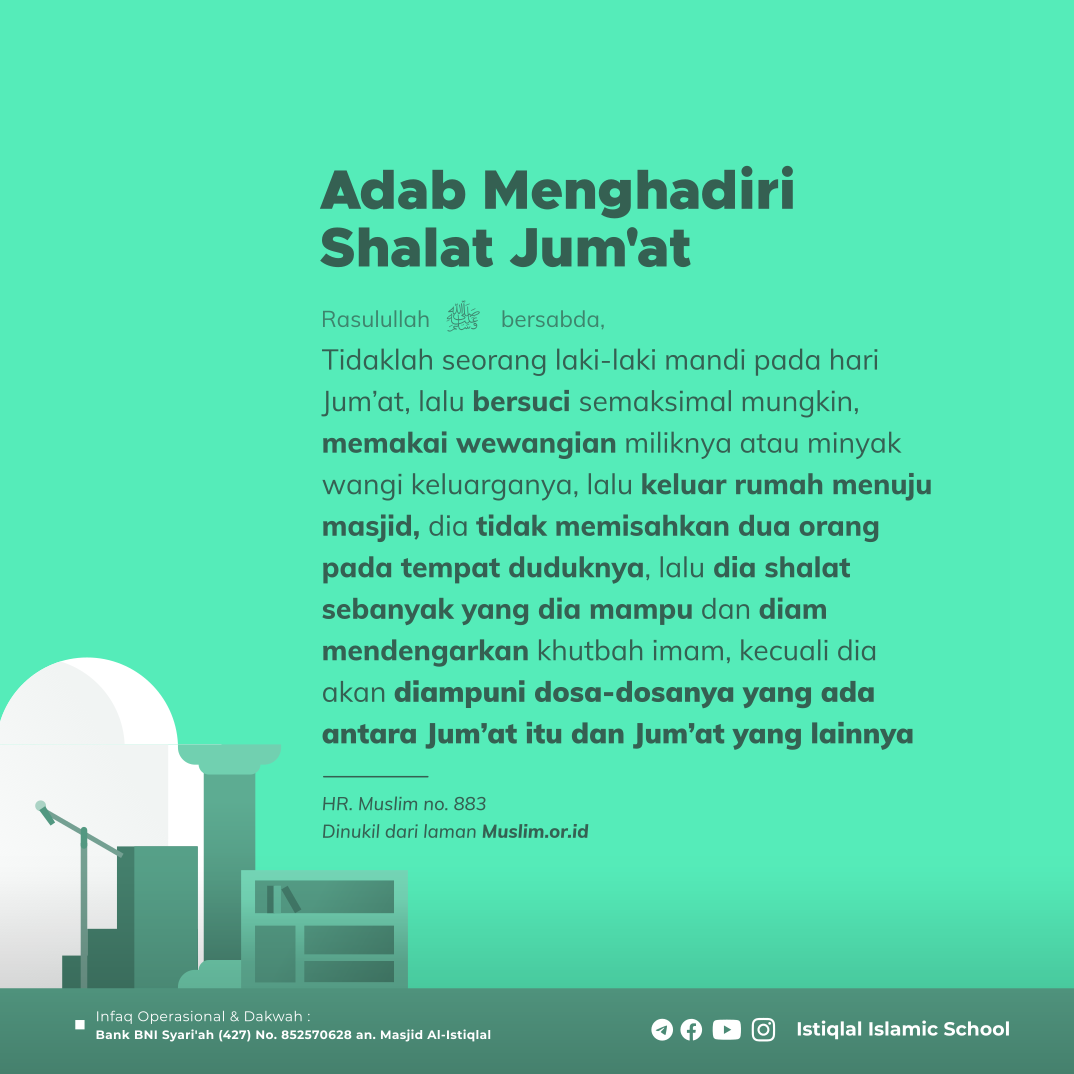 Adab Menghadiri
Shalat Jum'at
Rasulullah ﷺ bersabda,
Tidaklah seorang laki-laki mandi pada hari
Jum’at, lalu bersuci semaksimal mungkin,
memakai wewangian miliknya atau minyak
wangi keluarganya, lalu keluar rumah menuju
masjid, dia tidak memisahkan dua orang
pada tempat duduknya, lalu dia shalat
sebanyak yang dia mampu dan diam
mendengarkan khutbah imam, kecuali dia
akan diampuni dosa-dosanya yang ada
antara Jum’at itu dan Jum’at yang lainnya
HR. Muslim no. 883
Dinukil dari laman Muslim.or.id
Infaq Operasional & Dakwah :
Bank BNI Syari'ah (427) No. 852570628 an. Masjid Al-Istiqlal
Istiqlal Islamic School